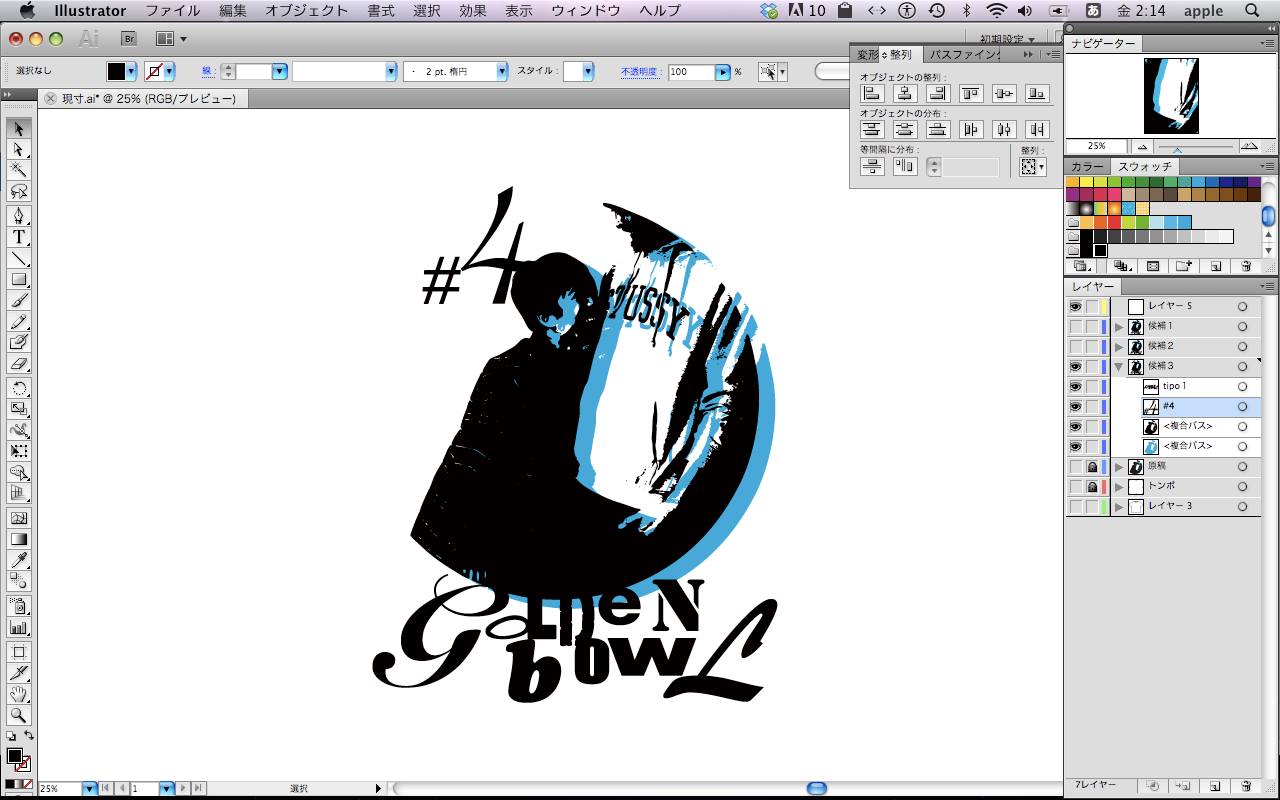 Illustrator ファイル 編集 オブジェクト 書式 選択 効果 表示 ウィンドウ ヘルプ 10 あ 金 2:14 apple
Ai Br 初期設定
選択なし 線 : 2 pt. 楕円 スタイル : 不透明度 : 100 %
現寸.ai* @ 25% (RGB/プレビュー)
変形 整列 パスファイン
オブジェクトの整列 :
オブジェクトの分布 :
等間隔に分布 : 整列 :
ナビゲーター
25%
カラー スウォッチ
レイヤー
レイヤー 5
候補 1
候補 2
候補 3
tipo 1
#4
<複合パス>
<複合パス>
原稿
トンボ
レイヤー 3
7レイヤー
#4
PUSSY
GolDeN
bowL
25% 1 選択